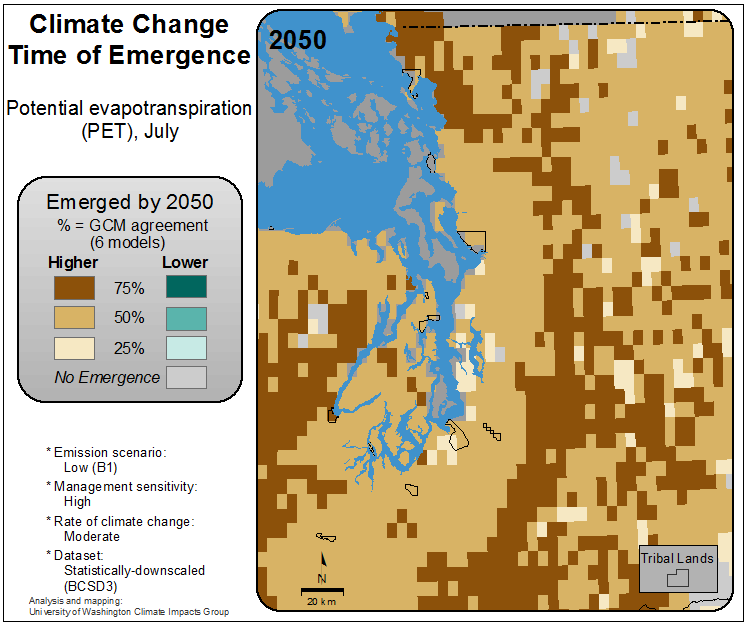 Climate Change
Time of Emergence
Potential evapotranspiration
(PET), July
Emerged by 2050
% = GCM agreement
(6 models)
Higher Lower
75%
50%
25%
No Emergence
* Emission scenario:
Low (B1)
* Management sensitivity:
High
* Rate of climate change:
Moderate
* Dataset:
Statistically-downscaled
(BCSD3)
Analysis and mapping:
University of Washington Climate Impacts Group
2050
N
20 km
Tribal Lands